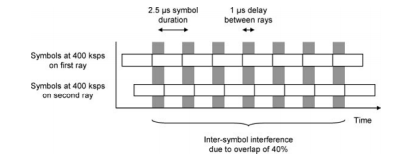 2.5 µs symbol
duration
1 µs delay
between rays
Symbols at 400 ksps
on first ray
Symbols at 400 ksps
on second ray
Time
Inter-symbol interference
due to overlap of 40%